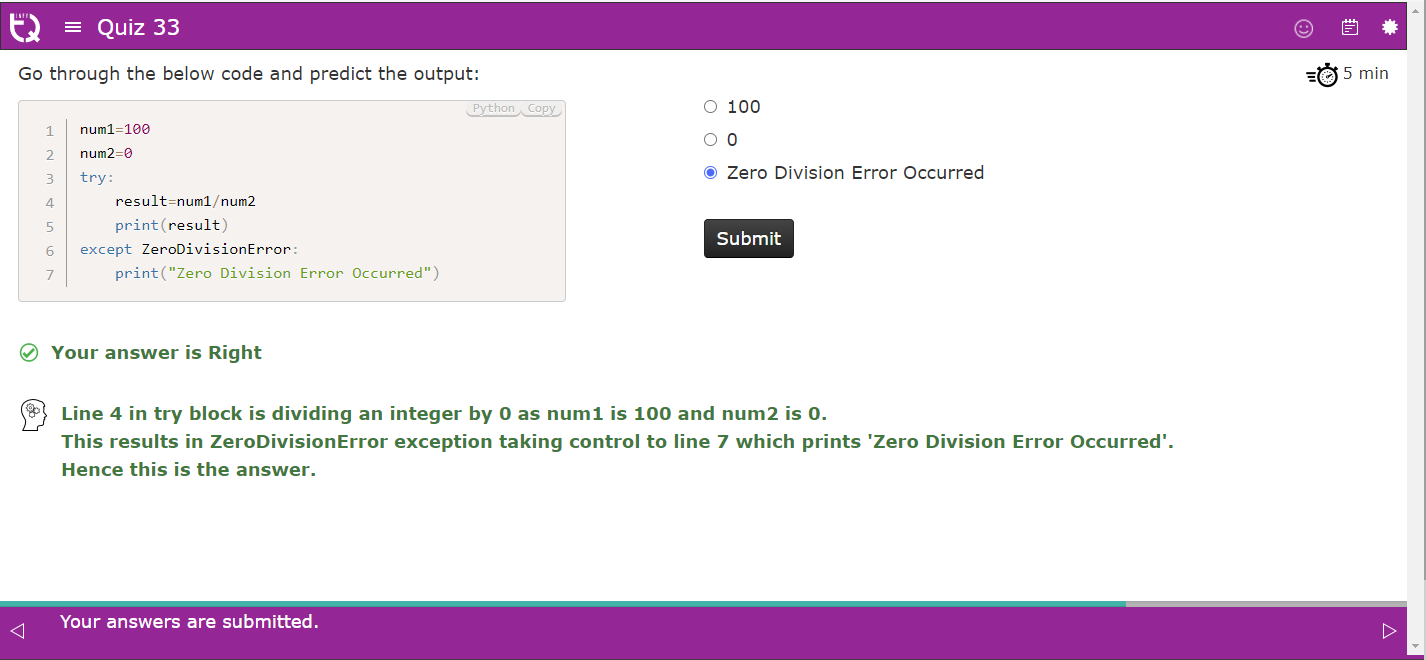 Quiz 33
Go through the below code and predict the output:
5 min
Python Copy
1 num1=100
2 num2=0
3 try:
4     result=num1/num2
5     print(result)
6 except ZeroDivisionError:
7     print("Zero Division Error Occurred")
100
0
Zero Division Error Occurred
Submit
Your answer is Right
Line 4 in try block is dividing an integer by 0 as num1 is 100 and num2 is 0.
This results in ZeroDivisionError exception taking control to line 7 which prints 'Zero Division Error Occurred'.
Hence this is the answer.
Your answers are submitted.